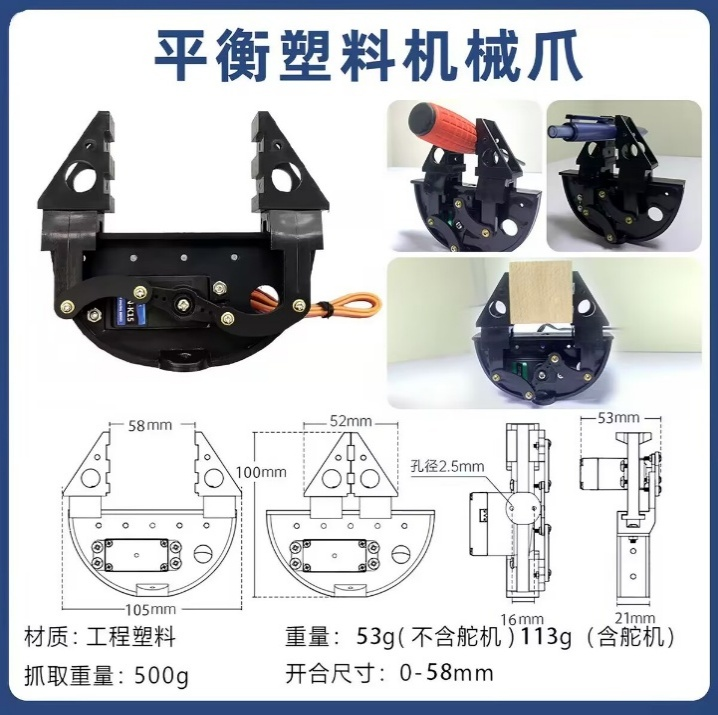 平衡塑料机械爪
58mm
52mm
53mm
100mm
孔径2.5mm
105mm
16mm
21mm
材质: 工程塑料
重量: 53g(不含舵机)113g(含舵机)
抓取重量: 500g
开合尺寸: 0-58mm